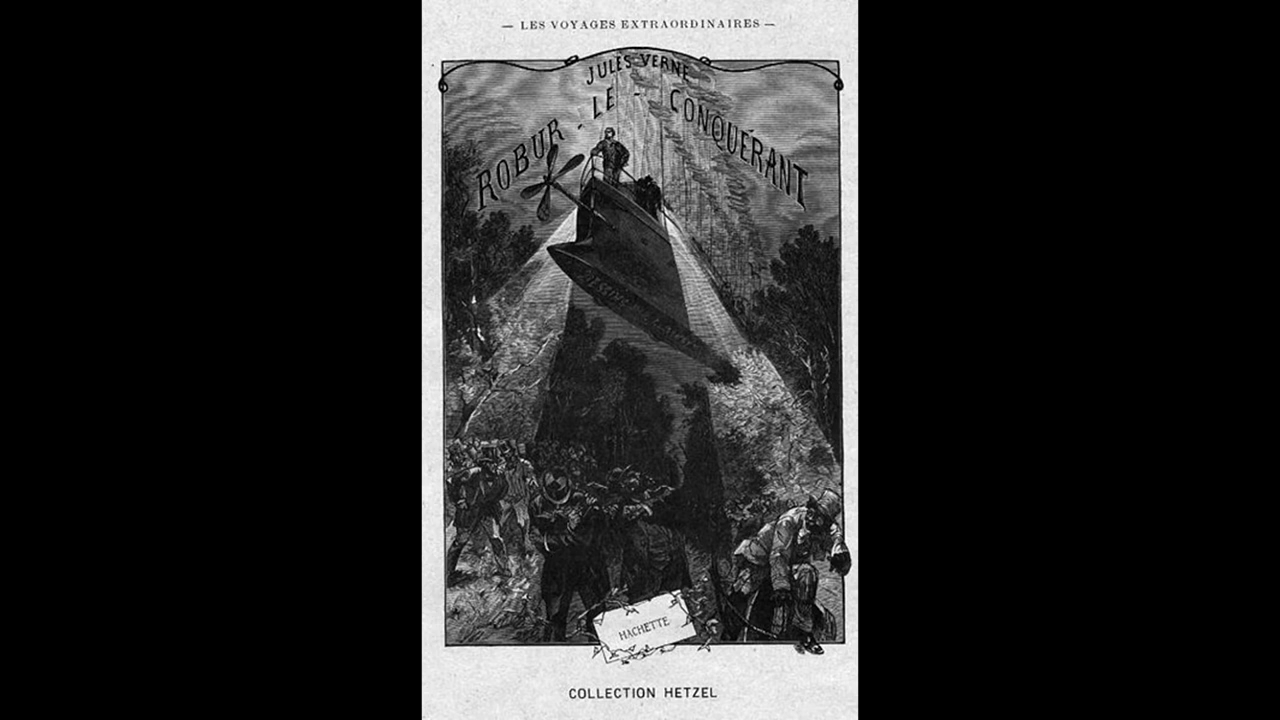 — LES VOYAGES EXTRAORDINAIRES —
JULES VERNE
ROBUR-LE-CONQUÉRANT
HACHETTE
COLLECTION HETZEL